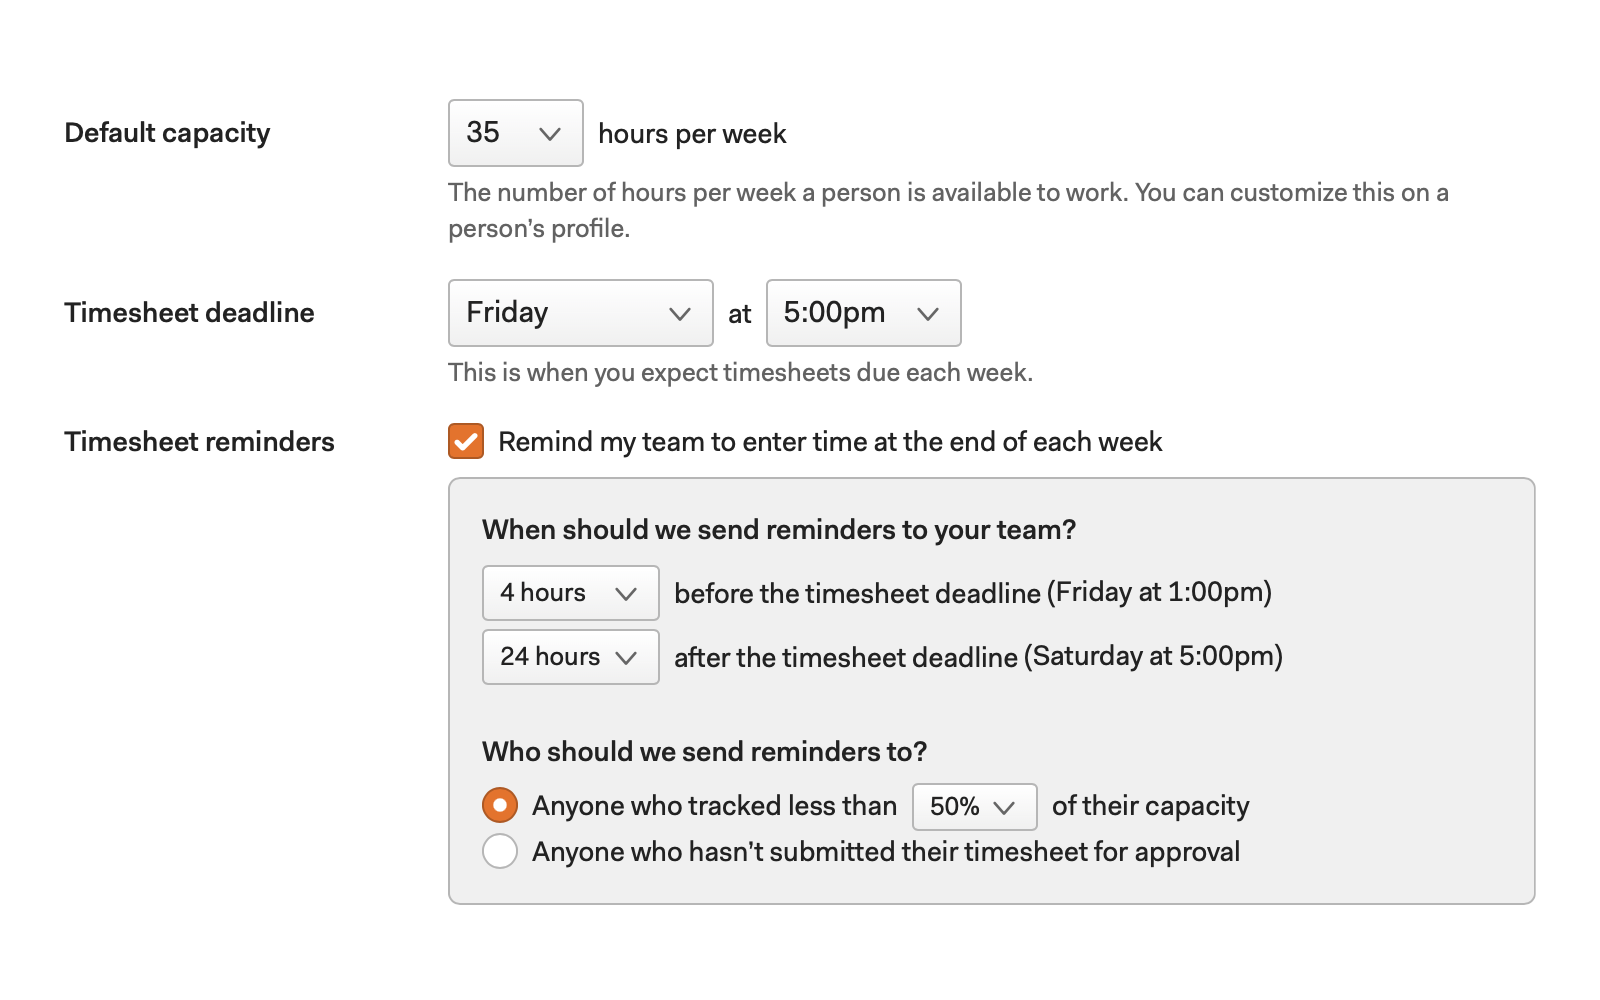 Default capacity
35 hours per week
The number of hours per week a person is available to work. You can customize this on a
person’s profile.
Timesheet deadline
Friday at 5:00pm
This is when you expect timesheets due each week.
Timesheet reminders
Remind my team to enter time at the end of each week
When should we send reminders to your team?
4 hours before the timesheet deadline (Friday at 1:00pm)
24 hours after the timesheet deadline (Saturday at 5:00pm)
Who should we send reminders to?
Anyone who tracked less than 50% of their capacity
Anyone who hasn’t submitted their timesheet for approval